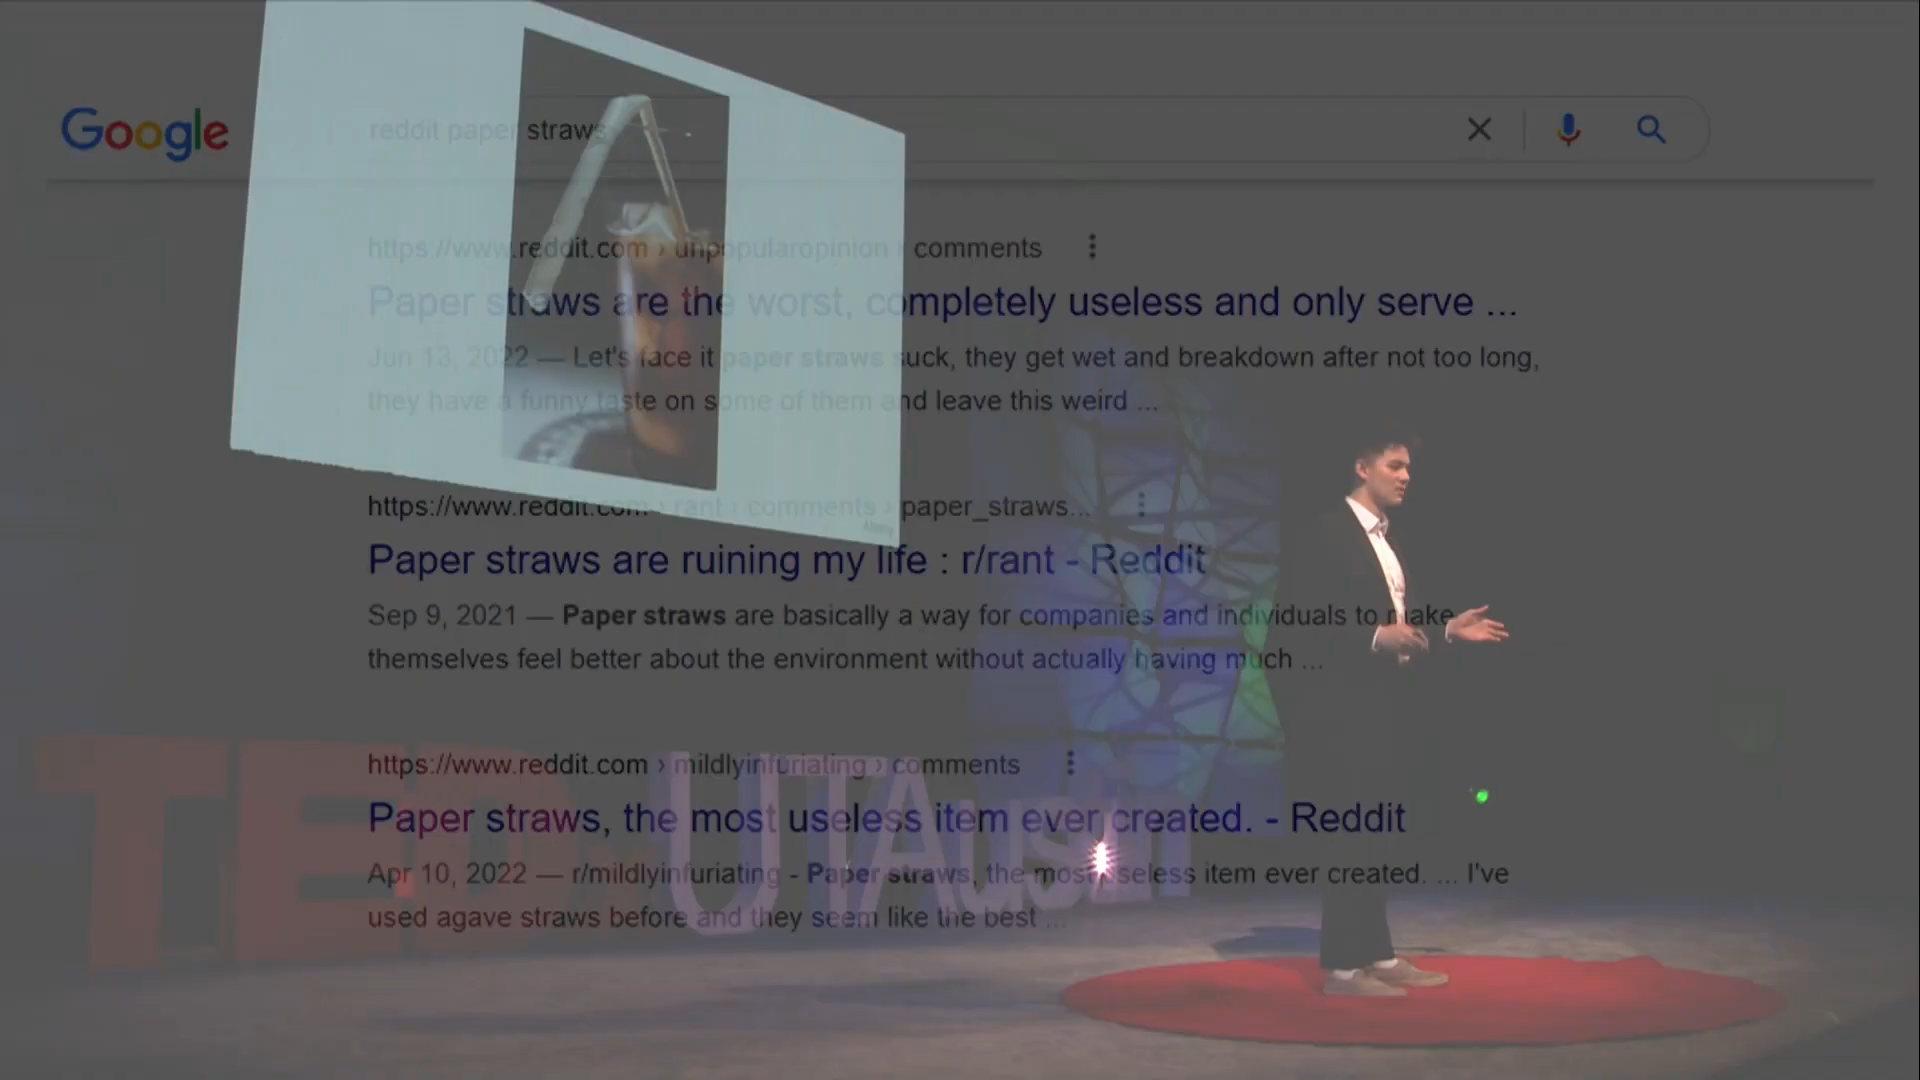 Google
reddit paper straws
https://www.reddit.com › unpopularopinion › comments
Paper straws are the worst, completely useless and only serve ...
Jun 13, 2022 — Let's face it paper straws suck, they get wet and breakdown after not too long,
they have a funny taste on some of them and leave this weird ...
https://www.reddit.com › rant › comments › paper_straws...
Paper straws are ruining my life : r/rant - Reddit
Sep 9, 2021 — Paper straws are basically a way for companies and individuals to make
themselves feel better about the environment without actually having much ...
https://www.reddit.com › mildlyinfuriating › comments
Paper straws, the most useless item ever created. - Reddit
Apr 10, 2022 — r/mildlyinfuriating - Paper straws, the most useless item ever created. ... I've
used agave straws before and they seem like the best ...
TEDxUTAustin